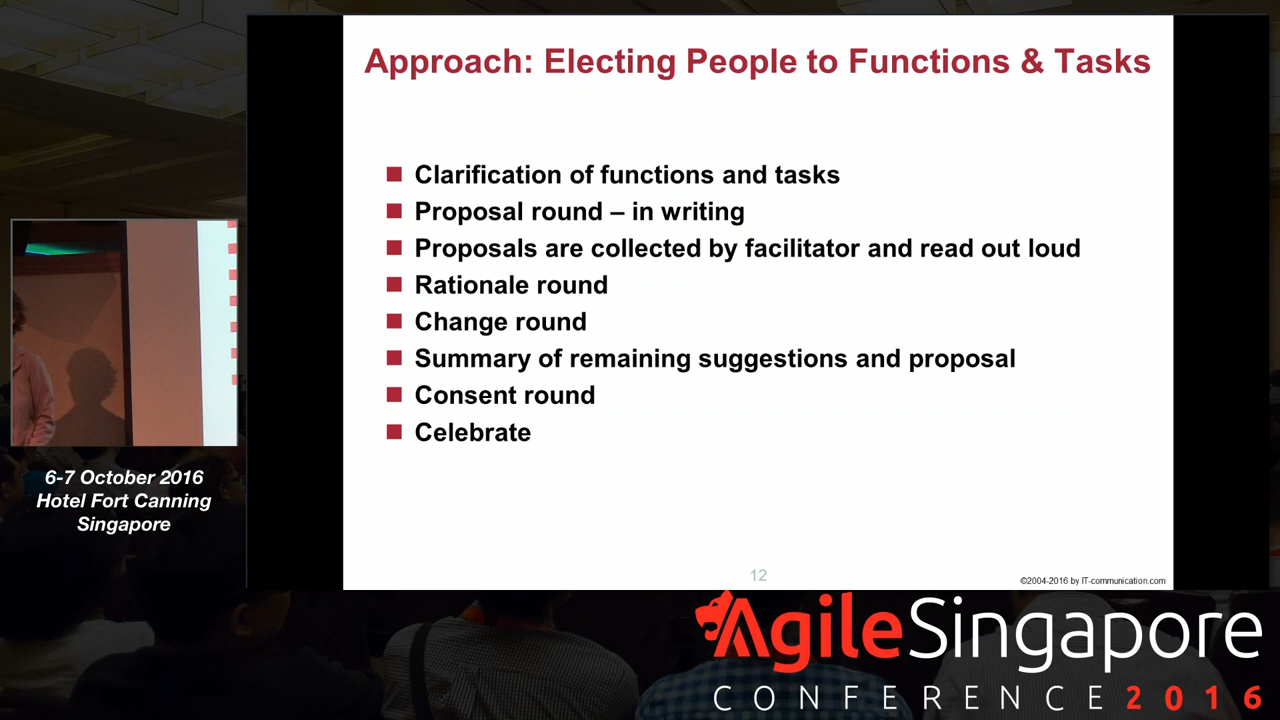 Approach: Electing People to Functions & Tasks
Clarification of functions and tasks
Proposal round – in writing
Proposals are collected by facilitator and read out loud
Rationale round
Change round
Summary of remaining suggestions and proposal
Consent round
Celebrate
12
©2004-2016 by IT-communication.com
6-7 October 2016
Hotel Fort Canning
Singapore
AgileSingapore
CONFERENCE 2016